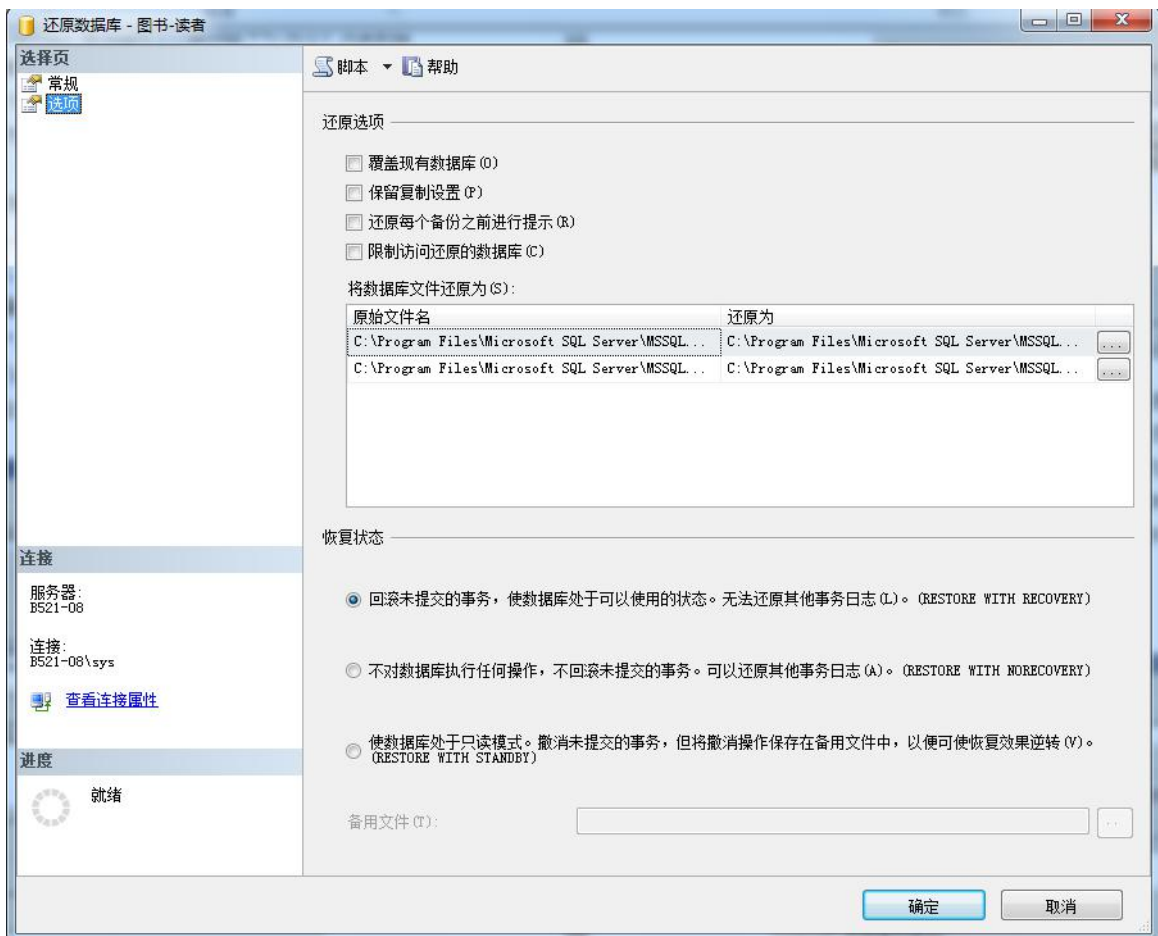 还原数据库 - 图书-读者
选择页
常规
选项
脚本 帮助
还原选项
覆盖现有数据库(O)
保留复制设置(P)
还原每个备份之前进行提示(R)
限制访问还原的数据库(C)
将数据库文件还原为(S):
原始文件名 还原为
C:\Program Files\Microsoft SQL Server\MSSQL... C:\Program Files\Microsoft SQL Server\MSSQL... ...
C:\Program Files\Microsoft SQL Server\MSSQL... C:\Program Files\Microsoft SQL Server\MSSQL... ...
恢复状态
回滚未提交的事务，使数据库处于可以使用的状态。无法还原其他事务日志(L)。(RESTORE WITH RECOVERY)
不对数据库执行任何操作，不回滚未提交的事务。可以还原其他事务日志(A)。(RESTORE WITH NORECOVERY)
使数据库处于只读模式。撤消未提交的事务，但将撤消操作保存在备用文件中，以便可使恢复效果逆转(V)。
(RESTORE WITH STANDBY)
备用文件(T):
连接
服务器:
B521-08
连接:
B521-08\sys
查看连接属性
进度
就绪
确定 取消